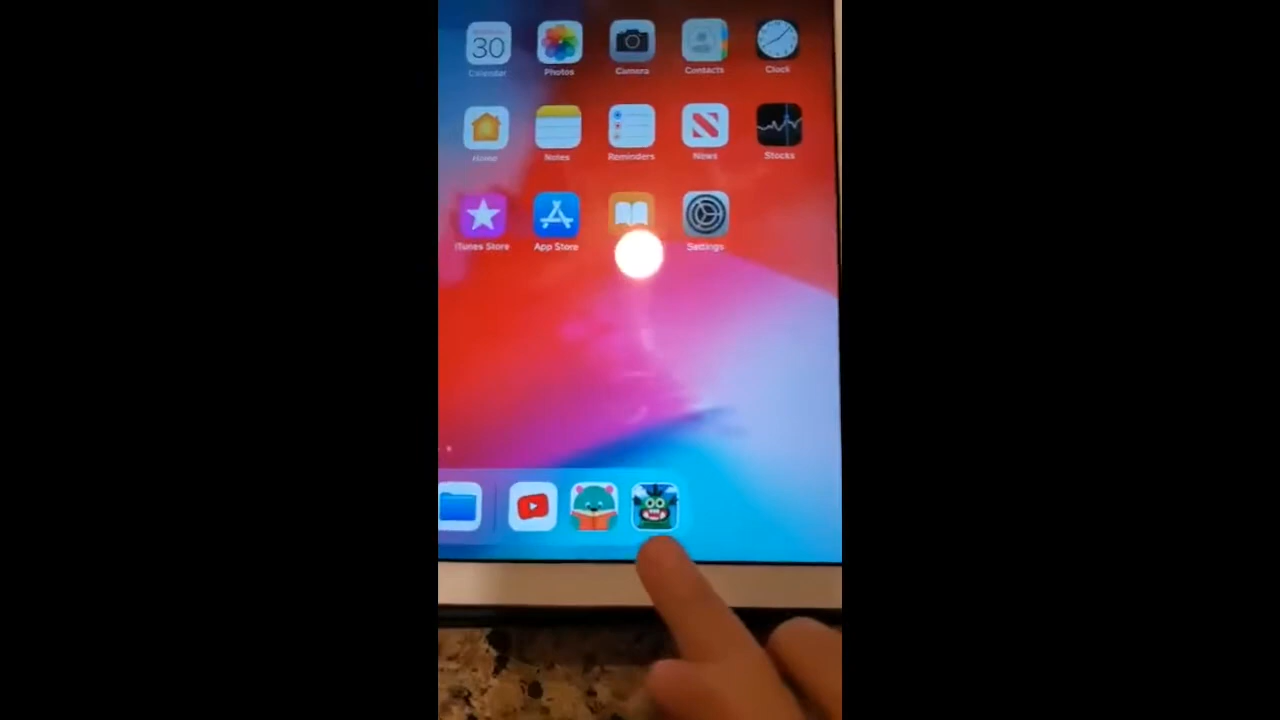 30
Calendar Photos Camera Contacts Clock
Home Notes Reminders News Stocks
iTunes Store App Store Settings